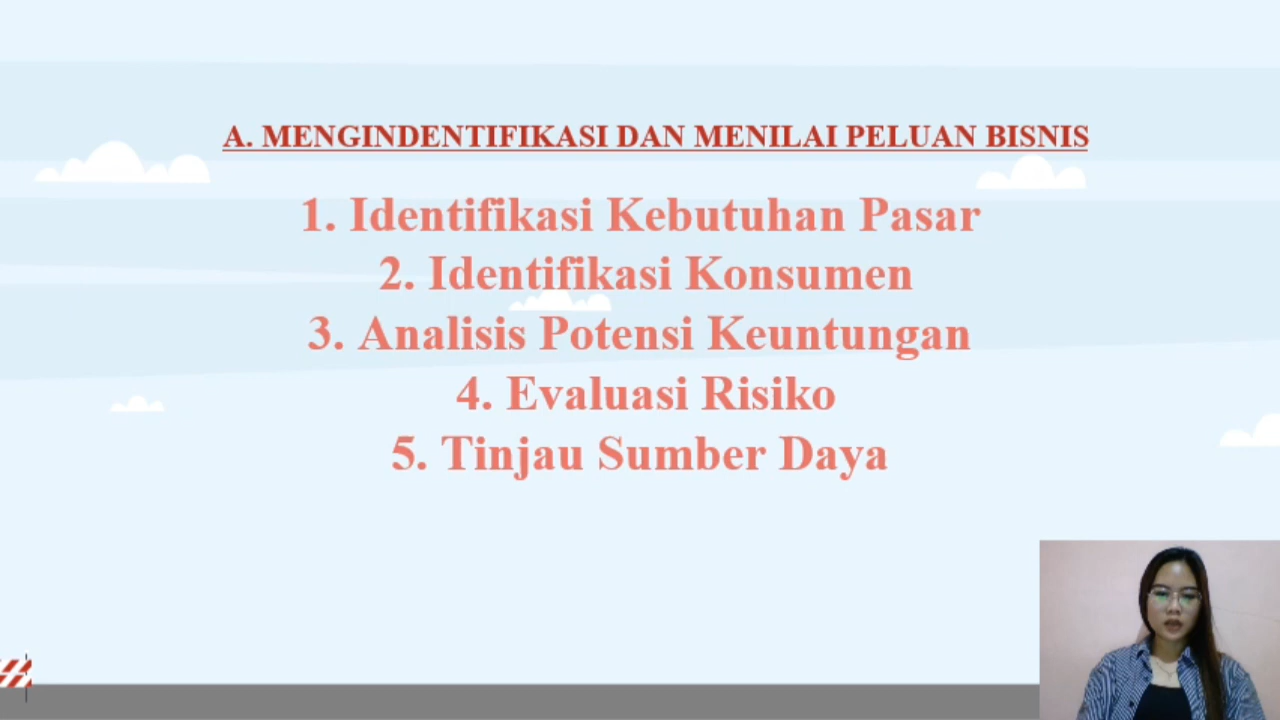 A. MENGINDENTIFIKASI DAN MENILAI PELUAN BISNIS
1. Identifikasi Kebutuhan Pasar
2. Identifikasi Konsumen
3. Analisis Potensi Keuntungan
4. Evaluasi Risiko
5. Tinjau Sumber Daya